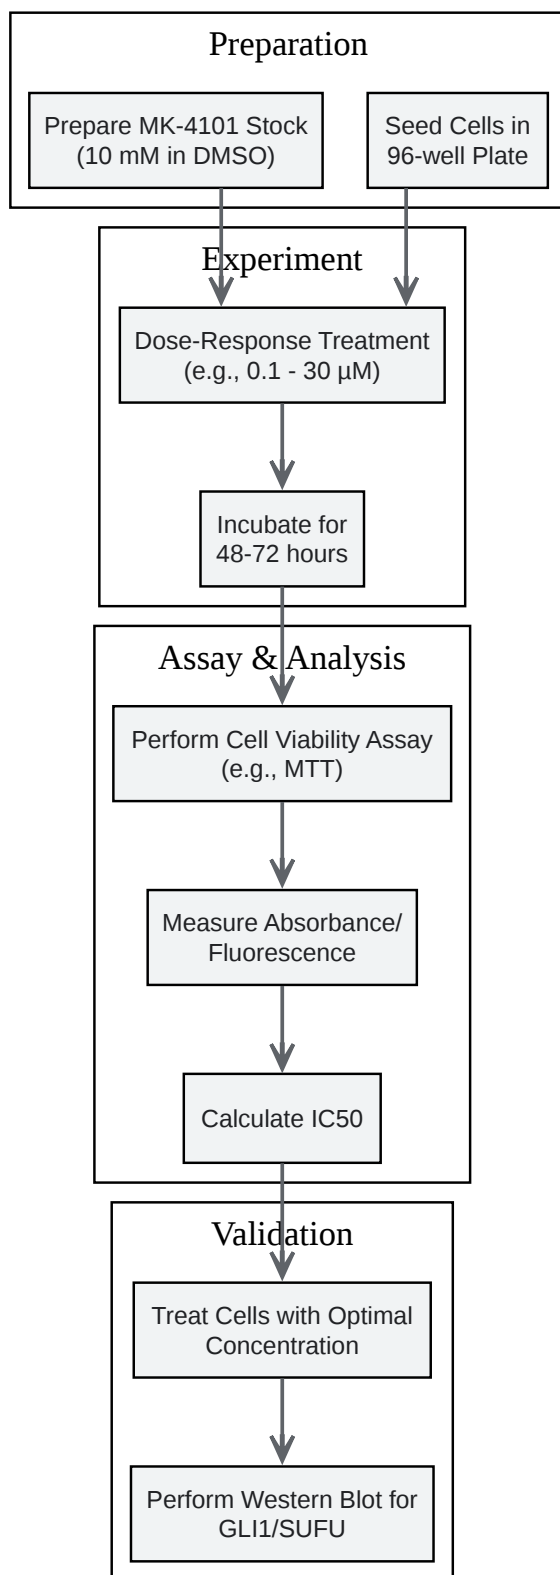 Preparation
Prepare MK-4101 Stock
(10 mM in DMSO)
Seed Cells in
96-well Plate
Experiment
Dose-Response Treatment
(e.g., 0.1 - 30 µM)
Incubate for
48-72 hours
Assay & Analysis
Perform Cell Viability Assay
(e.g., MTT)
Measure Absorbance/
Fluorescence
Calculate IC50
Validation
Treat Cells with Optimal
Concentration
Perform Western Blot for
GLI1/SUFU